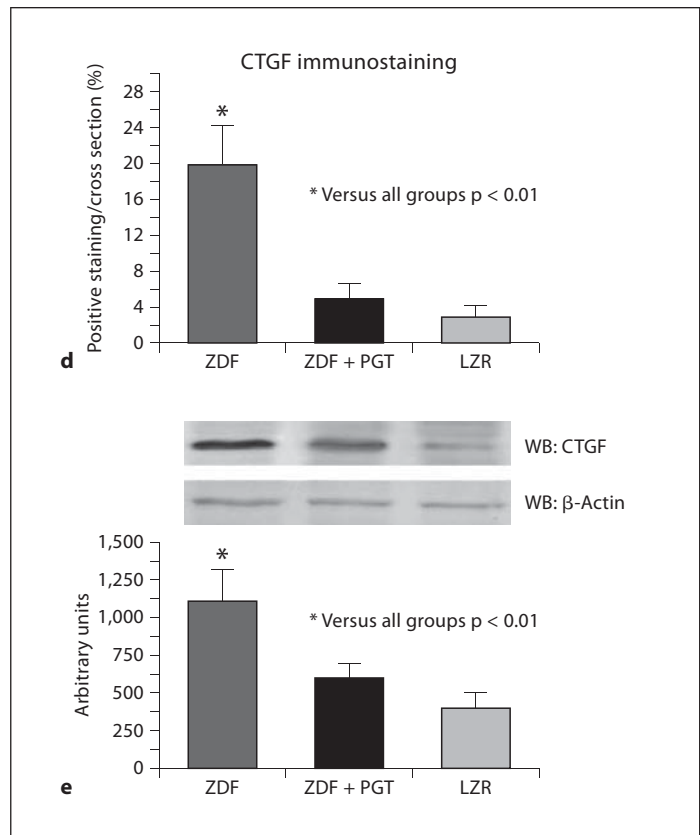 CTGF immunostaining
Positive staining/cross section (%)
28
24
20
16
12
8
4
0
*
* Versus all groups p < 0.01
d
ZDF
ZDF + PGT
LZR
WB: CTGF
WB: β-Actin
Arbitrary units
1,500
1,250
1,000
750
500
250
0
*
* Versus all groups p < 0.01
e
ZDF
ZDF + PGT
LZR